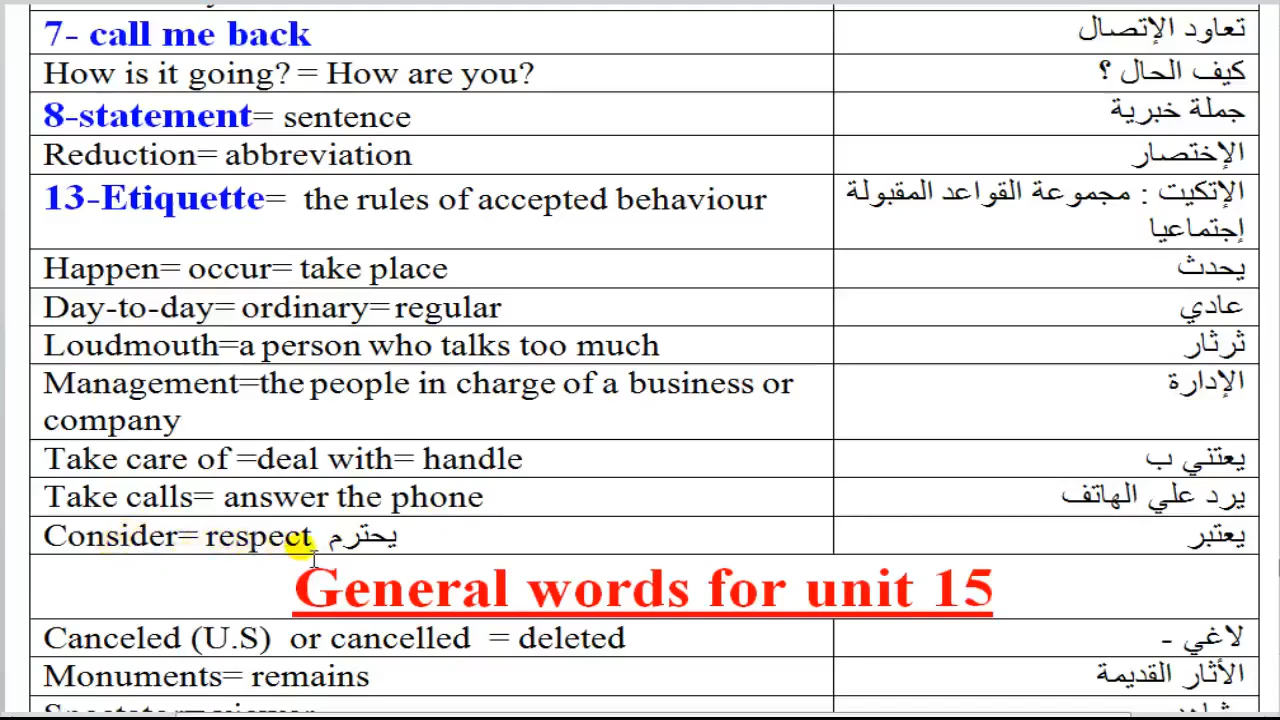 7- call me back تعاود الإتصال
How is it going? = How are you? كيف الحال ؟
8-statement= sentence جملة خبرية
Reduction= abbreviation الإختصار
13-Etiquette= the rules of accepted behaviour الإتكيت : مجموعة القواعد المقبولة
إجتماعيا
Happen= occur= take place يحدث
Day-to-day= ordinary= regular عادي
Loudmouth=a person who talks too much ثرثار
Management=the people in charge of a business or الإدارة
company
Take care of =deal with= handle يعتني ب
Take calls= answer the phone يرد علي الهاتف
Consider= respect يحترم يعتبر
General words for unit 15
Canceled (U.S) or cancelled = deleted لاغي -
Monuments= remains الأثار القديمة